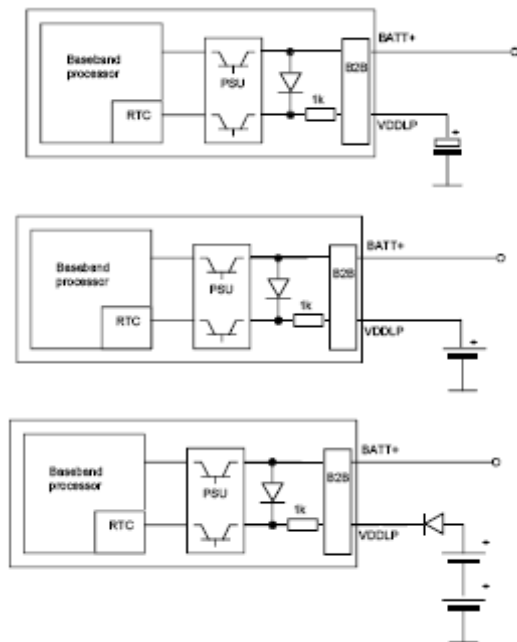 Baseband
processor
RTC
PSU
1k
B2B
BATT+
VDDLP
+
Baseband
processor
RTC
PSU
1k
B2B
BATT+
VDDLP
+
Baseband
processor
RTC
PSU
1k
B2B
BATT+
VDDLP
+
+